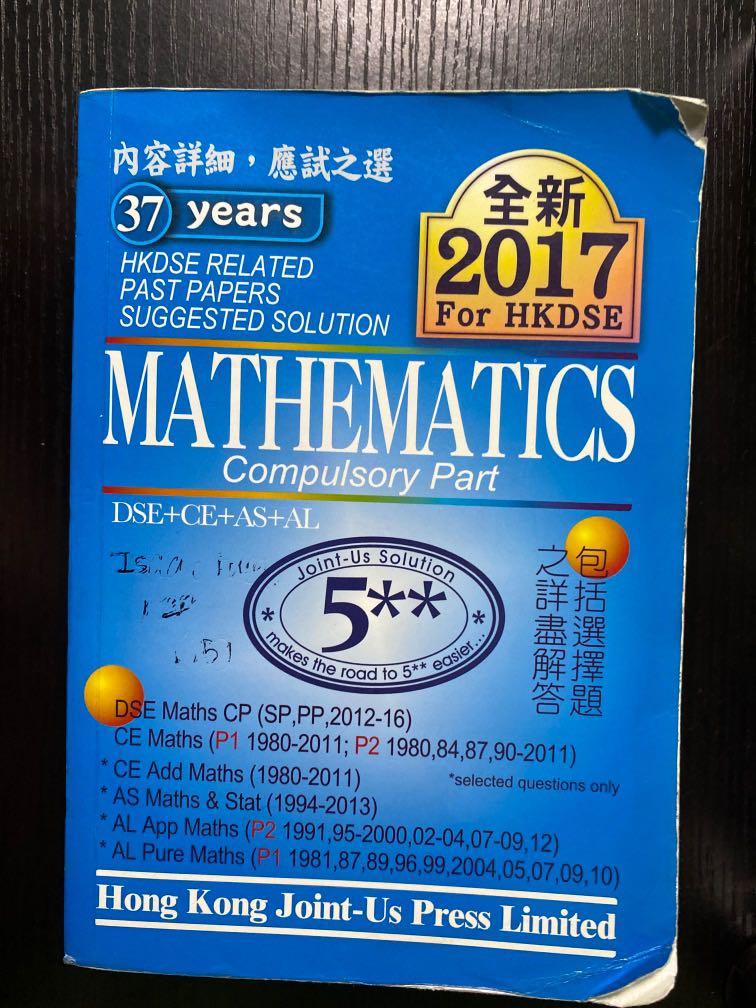 內容詳細，應試之選
37 years
HKDSE RELATED
PAST PAPERS
SUGGESTED SOLUTION
全新
2017
For HKDSE
MATHEMATICS
Compulsory Part
DSE+CE+AS+AL
Joint-Us Solution
* 5** *
makes the road to 5** easier...
包括選擇題
之詳盡解答
51
DSE Maths CP (SP,PP,2012-16)
CE Maths (P1 1980-2011; P2 1980,84,87,90-2011)
* CE Add Maths (1980-2011)
*selected questions only
* AS Maths & Stat (1994-2013)
* AL App Maths (P2 1991,95-2000,02-04,07-09,12)
* AL Pure Maths (P1 1981,87,89,96,99,2004,05,07,09,10)
Hong Kong Joint-Us Press Limited